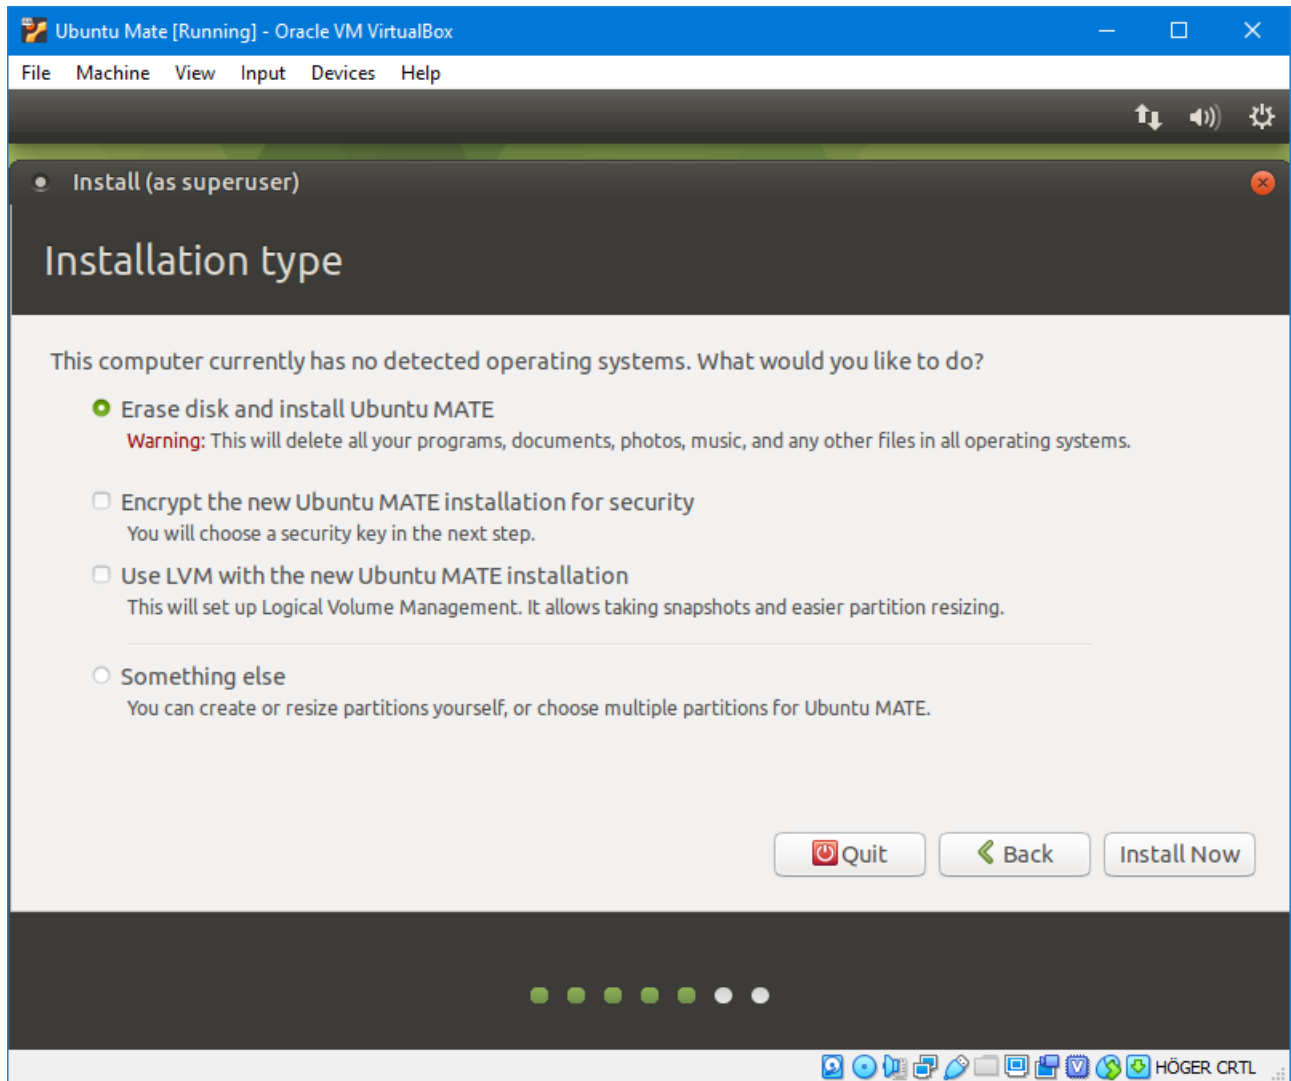 Ubuntu Mate [Running] - Oracle VM VirtualBox
File Machine View Input Devices Help
Install (as superuser)
Installation type
This computer currently has no detected operating systems. What would you like to do?
Erase disk and install Ubuntu MATE
Warning: This will delete all your programs, documents, photos, music, and any other files in all operating systems.
Encrypt the new Ubuntu MATE installation for security
You will choose a security key in the next step.
Use LVM with the new Ubuntu MATE installation
This will set up Logical Volume Management. It allows taking snapshots and easier partition resizing.
Something else
You can create or resize partitions yourself, or choose multiple partitions for Ubuntu MATE.
Quit Back Install Now
HÖGER CRTL